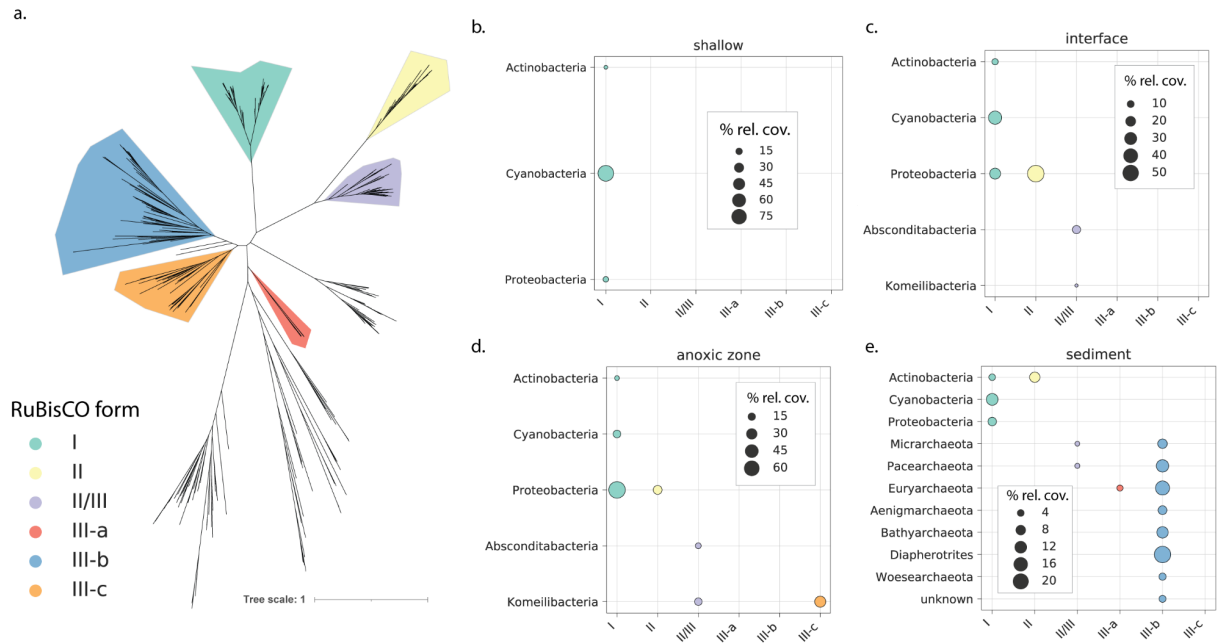 a.
RuBisCO form
I
II
II/III
III-a
III-b
III-c
Tree scale: 1
b.
shallow
Actinobacteria
Cyanobacteria
Proteobacteria
% rel. cov.
15
30
45
60
75
I
II
II/III
III-a
III-b
III-c
c.
interface
Actinobacteria
Cyanobacteria
Proteobacteria
Absconditabacteria
Komeilibacteria
% rel. cov.
10
20
30
40
50
I
II
II/III
III-a
III-b
III-c
d.
anoxic zone
Actinobacteria
Cyanobacteria
Proteobacteria
Absconditabacteria
Komeilibacteria
% rel. cov.
15
30
45
60
I
II
II/III
III-a
III-b
III-c
e.
sediment
Actinobacteria
Cyanobacteria
Proteobacteria
Micrarchaeota
Pacearchaeota
Euryarchaeota
Aenigmarchaeota
Bathyarchaeota
Diapherotrites
Woesearchaeota
unknown
% rel. cov.
4
8
12
16
20
I
II
II/III
III-a
III-b
III-c